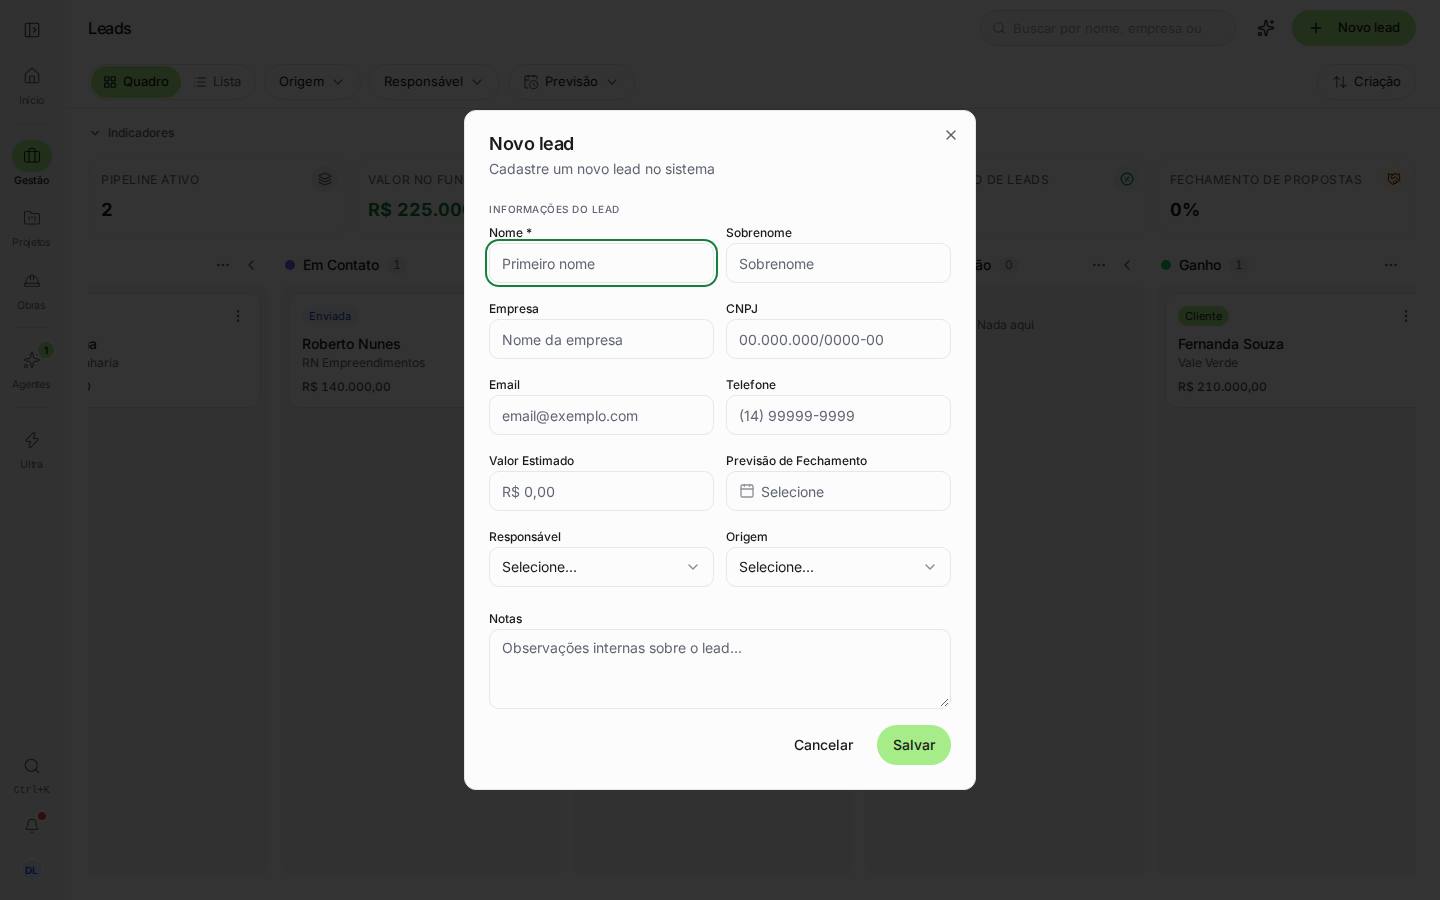 Leads
Buscar por nome, empresa ou
Novo lead
Quadro
Lista
Origem
Responsável
Previsão
Criação
Início
Gestão
Projetos
Obras
1
Agentes
Ultra
Ctrl+K
DL
Indicadores
PIPELINE ATIVO
2
VALOR NO FUN
R$ 225.00
O DE LEADS
FECHAMENTO DE PROPOSTAS
0%
Em Contato 1
ão 0
Ganho 1
Enviada
Roberto Nunes
RN Empreendimentos
R$ 140.000,00
Nada aqui
Cliente
Fernanda Souza
Vale Verde
R$ 210.000,00
Novo lead
Cadastre um novo lead no sistema
INFORMAÇÕES DO LEAD
Nome *
Sobrenome
Primeiro nome
Sobrenome
Empresa
CNPJ
Nome da empresa
00.000.000/0000-00
Email
Telefone
email@exemplo.com
(14) 99999-9999
Valor Estimado
Previsão de Fechamento
R$ 0,00
Selecione
Responsável
Origem
Selecione...
Selecione...
Notas
Observações internas sobre o lead...
Cancelar
Salvar